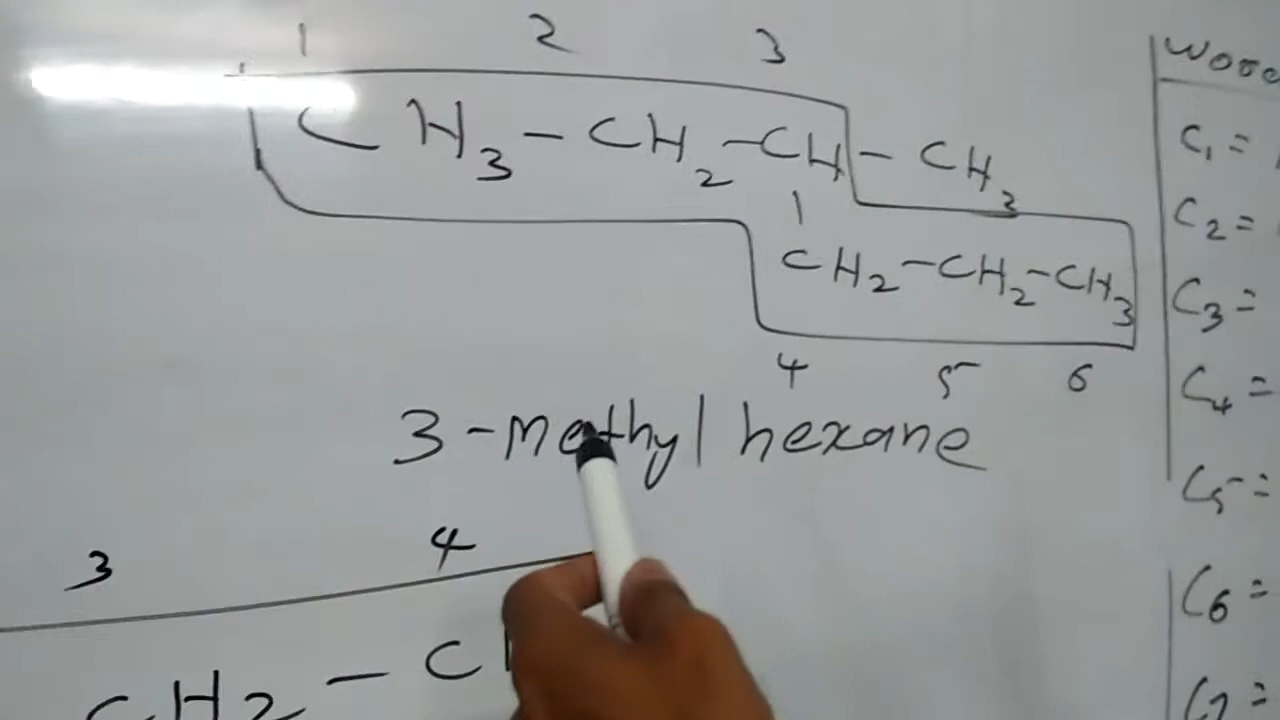 1 2 3
CH3 - CH2 - CH - CH3
|
CH2 - CH2 - CH3
4 5 6
3-methyl hexane
3 4
CH2 - C
C1 =
C2 =
C3 =
C4 =
C5 =
C6 =
C7 =